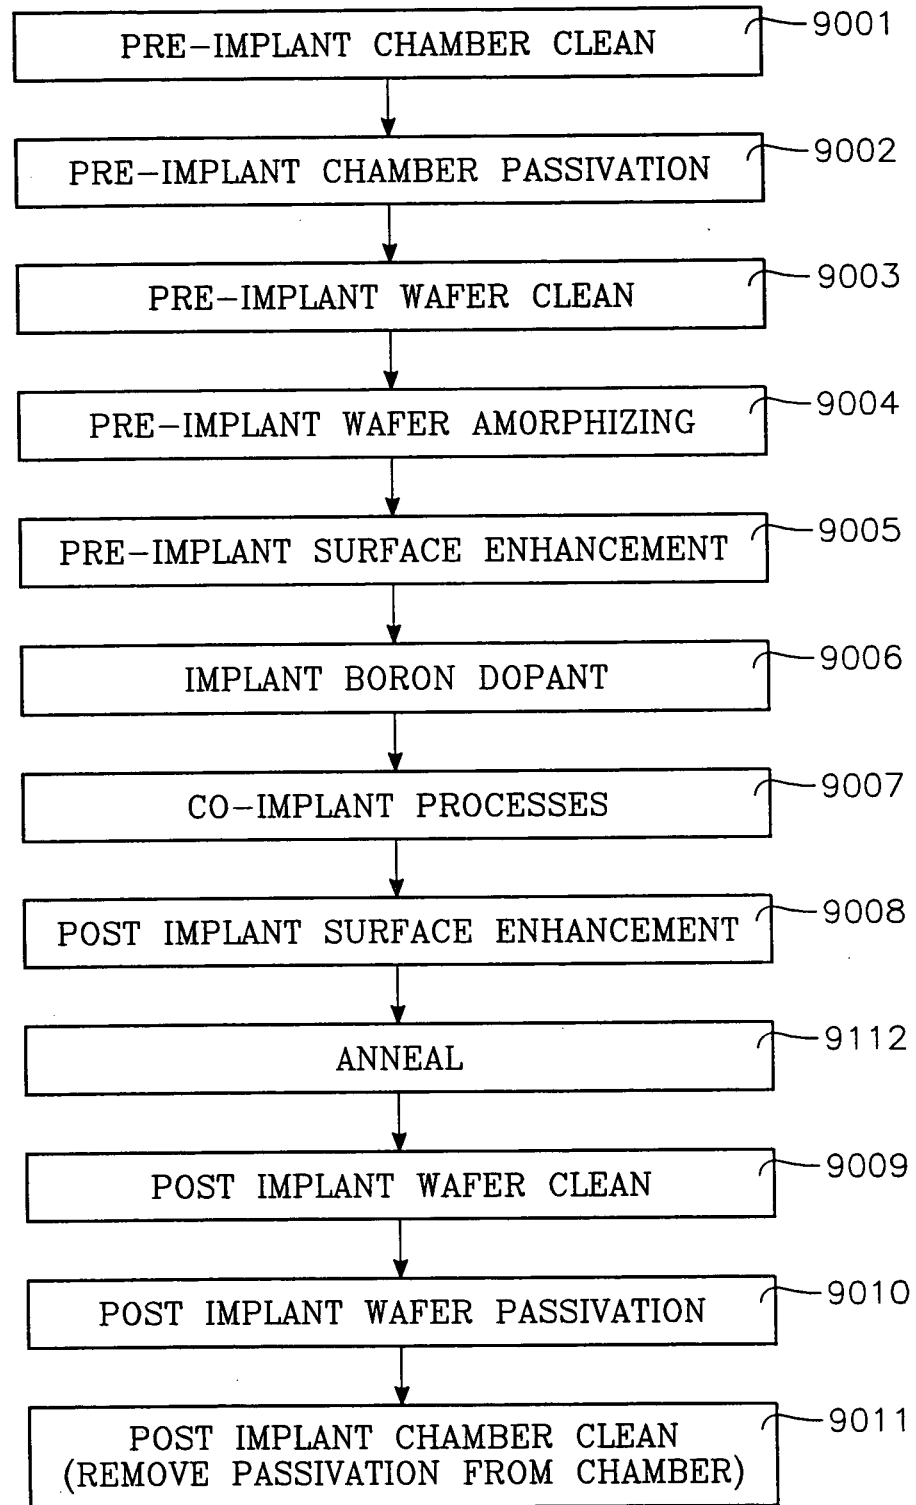 PRE-IMPLANT CHAMBER CLEAN 9001
PRE-IMPLANT CHAMBER PASSIVATION 9002
PRE-IMPLANT WAFER CLEAN 9003
PRE-IMPLANT WAFER AMORPHIZING 9004
PRE-IMPLANT SURFACE ENHANCEMENT 9005
IMPLANT BORON DOPANT 9006
CO-IMPLANT PROCESSES 9007
POST IMPLANT SURFACE ENHANCEMENT 9008
ANNEAL 9112
POST IMPLANT WAFER CLEAN 9009
POST IMPLANT WAFER PASSIVATION 9010
POST IMPLANT CHAMBER CLEAN 9011
(REMOVE PASSIVATION FROM CHAMBER)